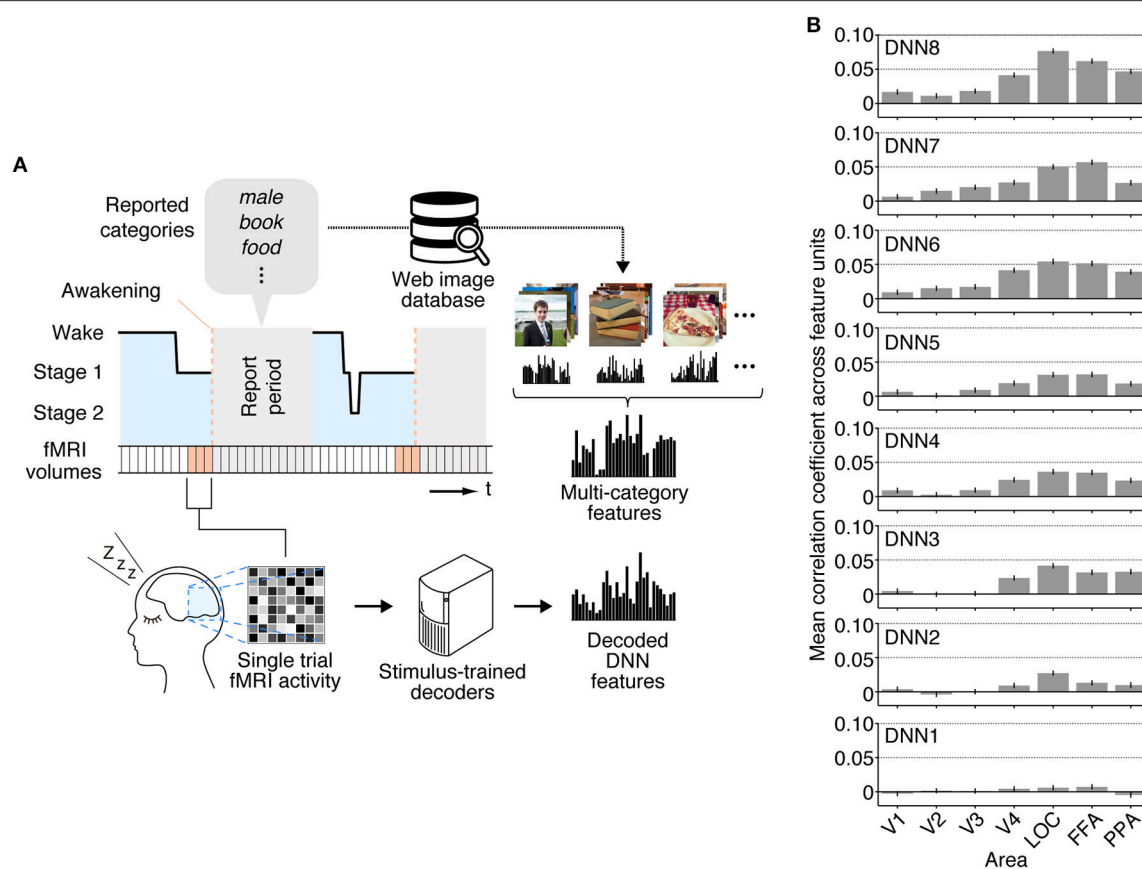 A
Reported
categories
male
book
food
Web image
database
Awakening
Wake
Stage 1
Stage 2
fMRI
volumes
Report
period
t
Multi-category
features
Z
z
z
Single trial
fMRI activity
Stimulus-trained
decoders
Decoded
DNN
features
B
Mean correlation coefficient across feature units
0.10
DNN8
0.05
0
0.10
DNN7
0.05
0
0.10
DNN6
0.05
0
0.10
DNN5
0.05
0
0.10
DNN4
0.05
0
0.10
DNN3
0.05
0
0.10
DNN2
0.05
0
0.10
DNN1
0.05
0
V1 V2 V3 V4 LOC FFA PPA
Area